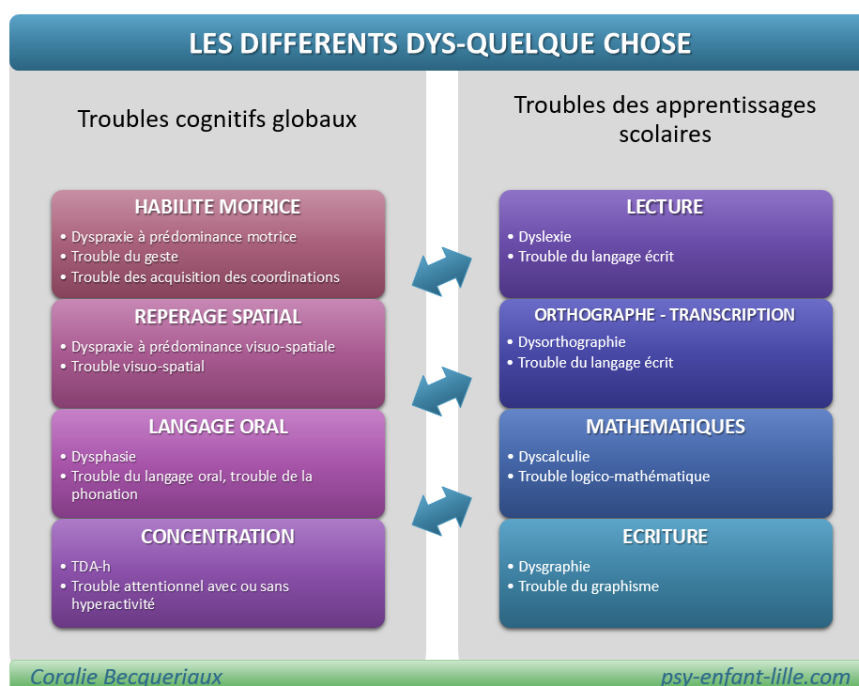 LES DIFFERENTS DYS-QUELQUE CHOSE
Troubles cognitifs globaux
HABILITE MOTRICE
• Dyspraxie à prédominance motrice
• Trouble du geste
• Trouble des acquisition des coordinations
REPERAGE SPATIAL
• Dyspraxie à prédominance visuo-spatiale
• Trouble visuo-spatial
LANGAGE ORAL
• Dysphasie
• Trouble du langage oral, trouble de la
phonation
CONCENTRATION
• TDA-h
• Trouble attentionnel avec ou sans
hyperactivité
Troubles des apprentissages
scolaires
LECTURE
• Dyslexie
• Trouble du langage écrit
ORTHOGRAPHE - TRANSCRIPTION
• Dysorthographie
• Trouble du langage écrit
MATHEMATIQUES
• Dyscalculie
• Trouble logico-mathématique
ECRITURE
• Dysgraphie
• Trouble du graphisme
Coralie Becqueriaux
psy-enfant-lille.com